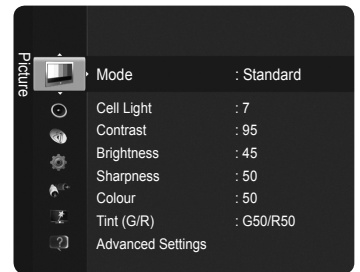 Picture
Mode : Standard
Cell Light : 7
Contrast : 95
Brightness : 45
Sharpness : 50
Colour : 50
Tint (G/R) : G50/R50
Advanced Settings